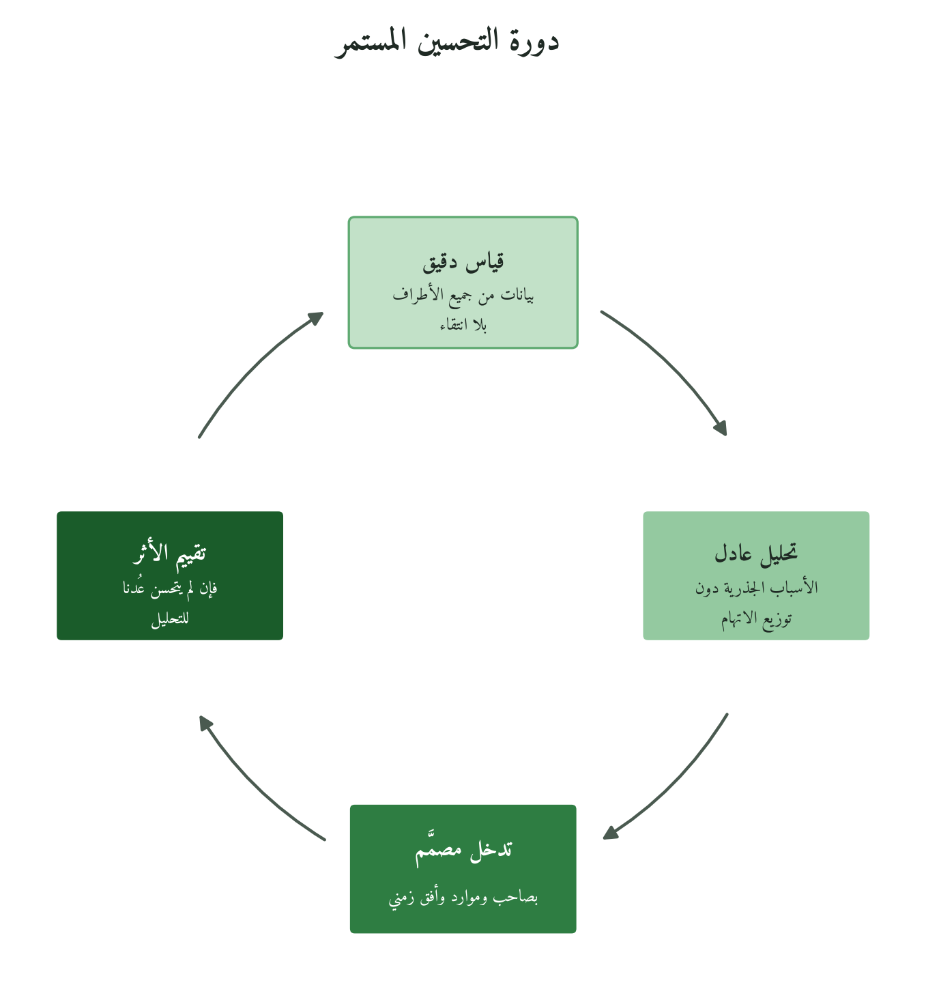 دورة التحسين المستمر
قياس دقيق
بيانات من جميع الأطراف
بلا انتقاء
تحليل عادل
الأسباب الجذرية دون
توزيع الاتهام
تدخل مصمَّم
بصاحب وموارد وأفق زمني
تقييم الأثر
فإن لم يتحسن عُدنا
للتحليل